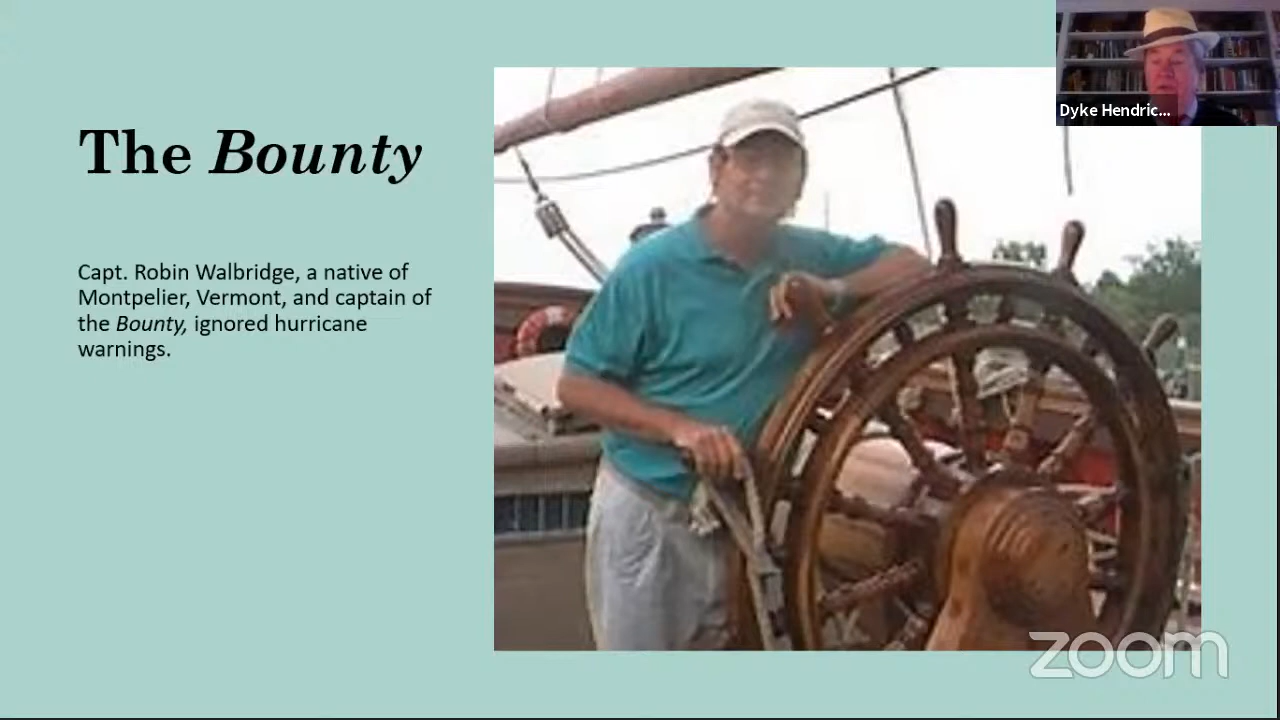 The Bounty
Capt. Robin Walbridge, a native of
Montpelier, Vermont, and captain of
the Bounty, ignored hurricane
warnings.
Dyke Hendric...
zoom